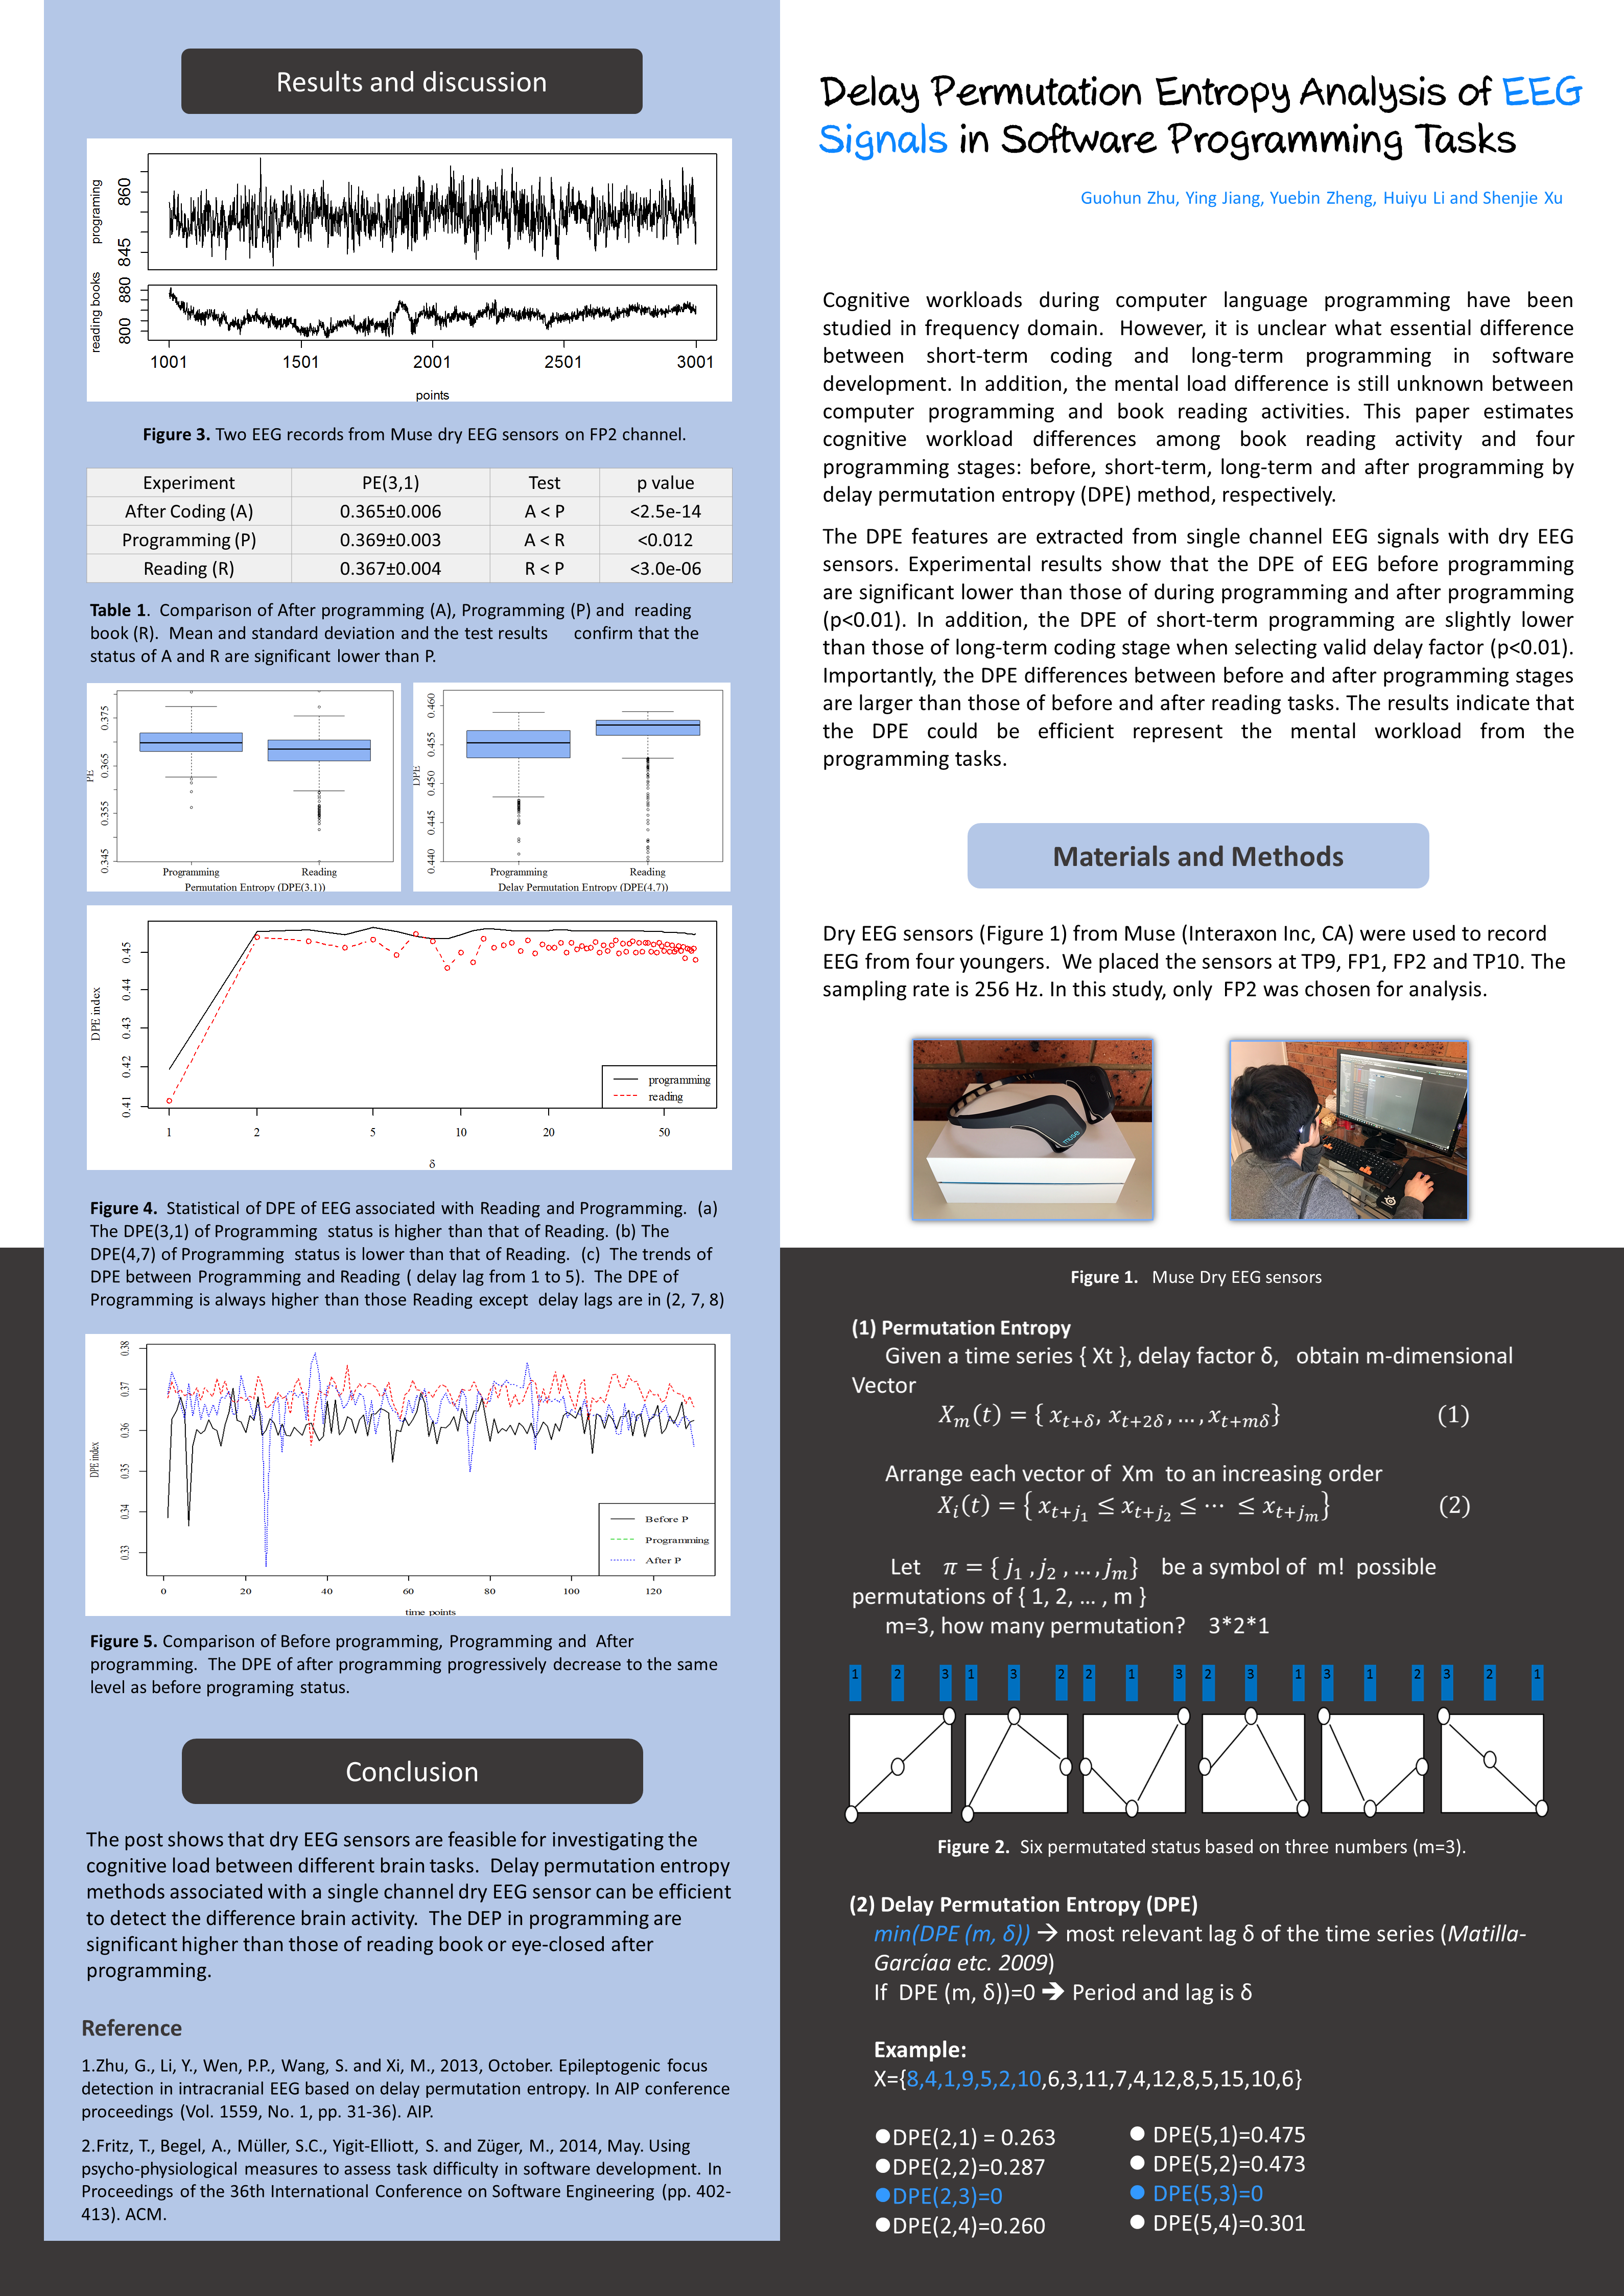 Delay Permutation Entropy Analysis of EEG
Signals in Software Programming Tasks
Guohun Zhu, Ying Jiang, Yuebin Zheng, Huiyu Li and Shenjie Xu
Cognitive workloads during computer language programming have been
studied in frequency domain. However, it is unclear what essential difference
between short-term coding and long-term programming in software
development. In addition, the mental load difference is still unknown between
computer programming and book reading activities. This paper estimates
cognitive workload differences among book reading activity and four
programming stages: before, short-term, long-term and after programming by
delay permutation entropy (DPE) method, respectively.
The DPE features are extracted from single channel EEG signals with dry EEG
sensors. Experimental results show that the DPE of EEG before programming
are significant lower than those of during programming and after programming
(p<0.01). In addition, the DPE of short-term programming are slightly lower
than those of long-term coding stage when selecting valid delay factor (p<0.01).
Importantly, the DPE differences between before and after programming stages
are larger than those of before and after reading tasks. The results indicate that
the DPE could be efficient represent the mental workload from the
programming tasks.
Materials and Methods
Dry EEG sensors (Figure 1) from Muse (Interaxon Inc, CA) were used to record
EEG from four youngers. We placed the sensors at TP9, FP1, FP2 and TP10. The
sampling rate is 256 Hz. In this study, only FP2 was chosen for analysis.
muse
Figure 1. Muse Dry EEG sensors
(1) Permutation Entropy
Given a time series { Xt }, delay factor δ, obtain m-dimensional
Vector
X_m(t) = { x_{t+δ}, x_{t+2δ}, …, x_{t+mδ}} (1)
Arrange each vector of Xm to an increasing order
X_i(t) = { x_{t+j_1} ≤ x_{t+j_2} ≤ ⋯ ≤ x_{t+j_m}} (2)
Let π = { j_1 ,j_2 , …,j_m} be a symbol of m! possible
permutations of { 1, 2, … , m }
m=3, how many permutation? 3*2*1
1 2 3 1 3 2 2 1 3 2 3 1 3 1 2 3 2 1
Figure 2. Six permutated status based on three numbers (m=3).
(2) Delay Permutation Entropy (DPE)
min(DPE (m, δ)) → most relevant lag δ of the time series (Matilla-
Garcíaa etc. 2009)
If DPE (m, δ))=0 ➔ Period and lag is δ
Example:
X={8,4,1,9,5,2,10,6,3,11,7,4,12,8,5,15,10,6}
●DPE(2,1) = 0.263
●DPE(2,2)=0.287
●DPE(2,3)=0
●DPE(2,4)=0.260
● DPE(5,1)=0.475
● DPE(5,2)=0.473
● DPE(5,3)=0
● DPE(5,4)=0.301
Results and discussion
programing
860
845
reading books
880
800
1001 1501 2001 2501 3001
points
Figure 3. Two EEG records from Muse dry EEG sensors on FP2 channel.
Experiment PE(3,1) Test p value
After Coding (A) 0.365±0.006 A < P <2.5e-14
Programming (P) 0.369±0.003 A < R <0.012
Reading (R) 0.367±0.004 R < P <3.0e-06
Table 1. Comparison of After programming (A), Programming (P) and reading
book (R). Mean and standard deviation and the test results confirm that the
status of A and R are significant lower than P.
PE
0.375
0.365
0.355
0.345
Programming Reading
Permutation Entropy (DPE(3,1))
DPE
0.460
0.455
0.450
0.445
0.440
Programming Reading
Delay Permutation Entropy (DPE(4,7))
DPE index
0.45
0.44
0.43
0.42
0.41
programming
reading
1 2 5 10 20 50
δ
Figure 4. Statistical of DPE of EEG associated with Reading and Programming. (a)
The DPE(3,1) of Programming status is higher than that of Reading. (b) The
DPE(4,7) of Programming status is lower than that of Reading. (c) The trends of
DPE between Programming and Reading ( delay lag from 1 to 5). The DPE of
Programming is always higher than those Reading except delay lags are in (2, 7, 8)
DPE index
0.38
0.37
0.36
0.35
0.34
0.33
Before P
Programming
After P
0 20 40 60 80 100 120
time points
Figure 5. Comparison of Before programming, Programming and After
programming. The DPE of after programming progressively decrease to the same
level as before programing status.
Conclusion
The post shows that dry EEG sensors are feasible for investigating the
cognitive load between different brain tasks. Delay permutation entropy
methods associated with a single channel dry EEG sensor can be efficient
to detect the difference brain activity. The DEP in programming are
significant higher than those of reading book or eye-closed after
programming.
Reference
1.Zhu, G., Li, Y., Wen, P.P., Wang, S. and Xi, M., 2013, October. Epileptogenic focus
detection in intracranial EEG based on delay permutation entropy. In AIP conference
proceedings (Vol. 1559, No. 1, pp. 31-36). AIP.
2.Fritz, T., Begel, A., Müller, S.C., Yigit-Elliott, S. and Züger, M., 2014, May. Using
psycho-physiological measures to assess task difficulty in software development. In
Proceedings of the 36th International Conference on Software Engineering (pp. 402-
413). ACM.